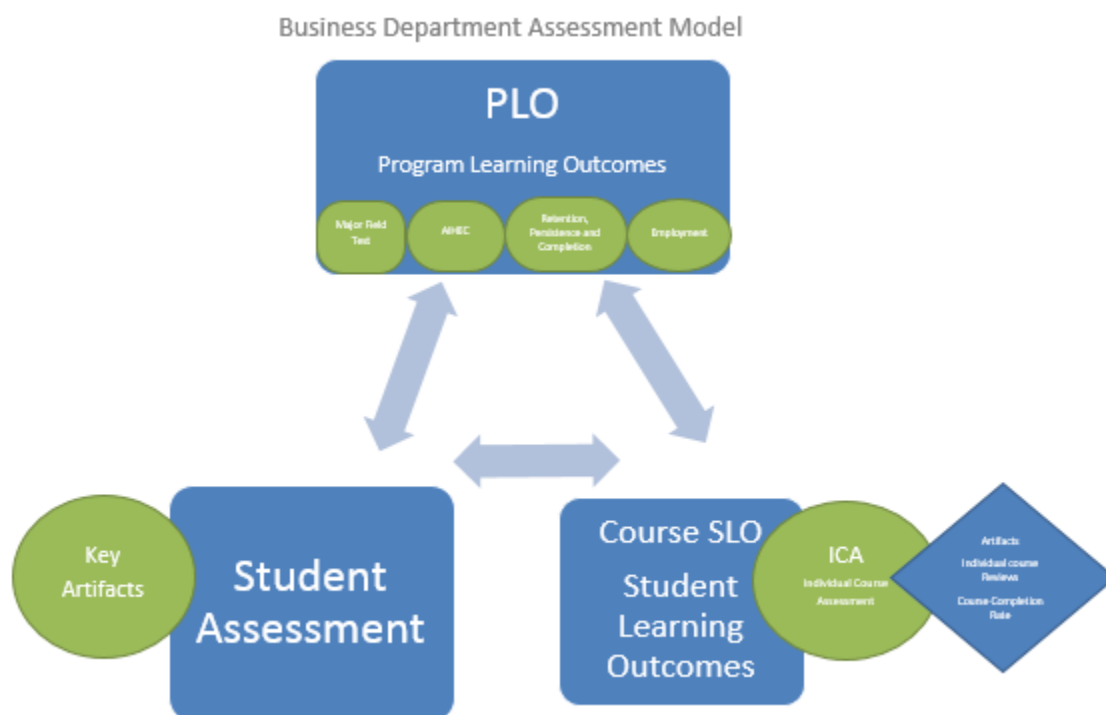 Business Department Assessment Model
PLO
Program Learning Outcomes
Major Field
Test
AIHEC
Retention,
Persistence and
Completion
Employment
Key
Artifacts
Student
Assessment
Course SLO
Student
Learning
Outcomes
ICA
Individual Course
Assessment
Artifacts
Individual course
Reviews
Course Completion
Rate